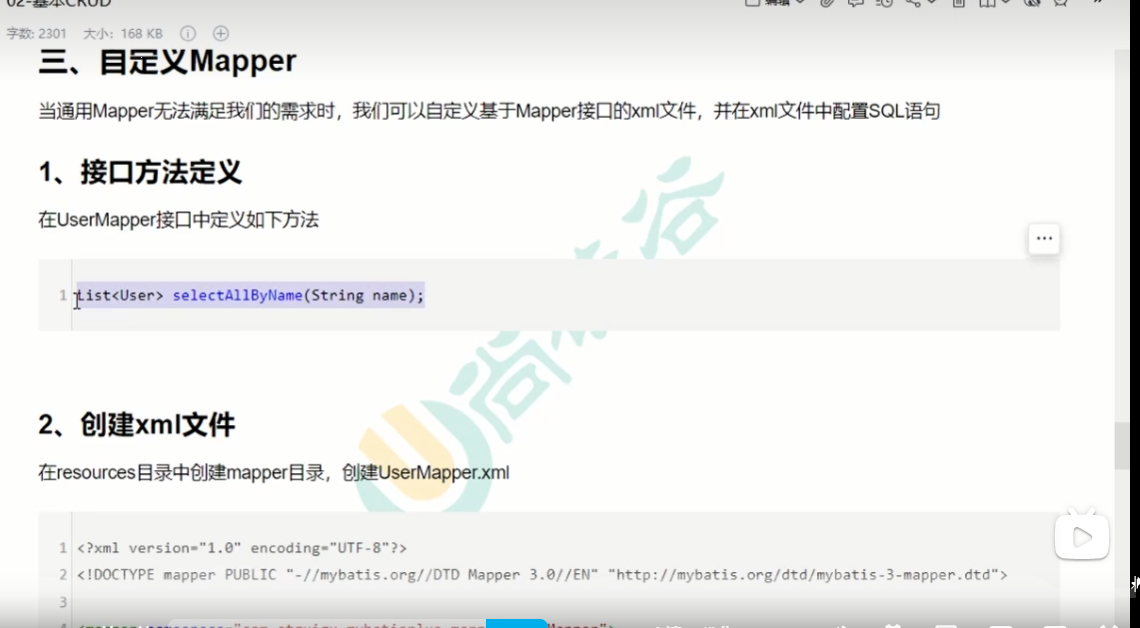 02-基本CRUD
编辑
字数: 2301 大小: 168 KB
三、自定义Mapper
当通用Mapper无法满足我们的需求时，我们可以自定义基于Mapper接口的xml文件，并在xml文件中配置SQL语句
1、接口方法定义
在UserMapper接口中定义如下方法
1 List<User> selectAllByName(String name);
2、创建xml文件
在resources目录中创建mapper目录，创建UserMapper.xml
1 <?xml version="1.0" encoding="UTF-8"?>
2 <!DOCTYPE mapper PUBLIC "-//mybatis.org//DTD Mapper 3.0//EN" "http://mybatis.org/dtd/mybatis-3-mapper.dtd">
3
尚硅谷